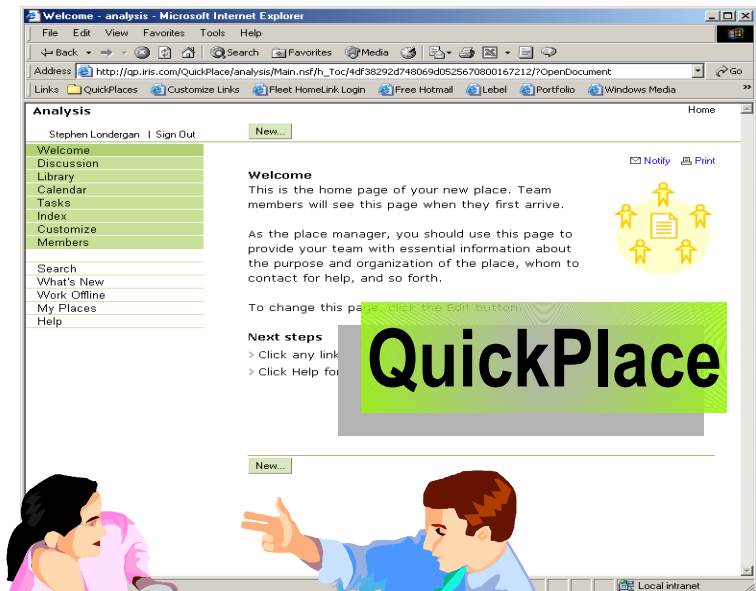 Welcome - analysis - Microsoft Internet Explorer
File Edit View Favorites Tools Help
Back Search Favorites Media
Address http://qp.iris.com/QuickPlace/analysis/Main.nsf/h_Toc/4df38292d748069d0525670800167212/?OpenDocument Go
Links QuickPlaces Customize Links Fleet HomeLink Login Free Hotmail Lebel Portfolio Windows Media »
Analysis Home
Stephen Londergan | Sign Out New...
Welcome
Discussion
Library
Calendar
Tasks
Index
Customize
Members
Search
What's New
Work Offline
My Places
Help
Notify Print
Welcome
This is the home page of your new place. Team
members will see this page when they first arrive.
As the place manager, you should use this page to
provide your team with essential information about
the purpose and organization of the place, whom to
contact for help, and so forth.
To change this page, click the Edit button.
Next steps
> Click any link
> Click Help for
QuickPlace
New...
Local intranet